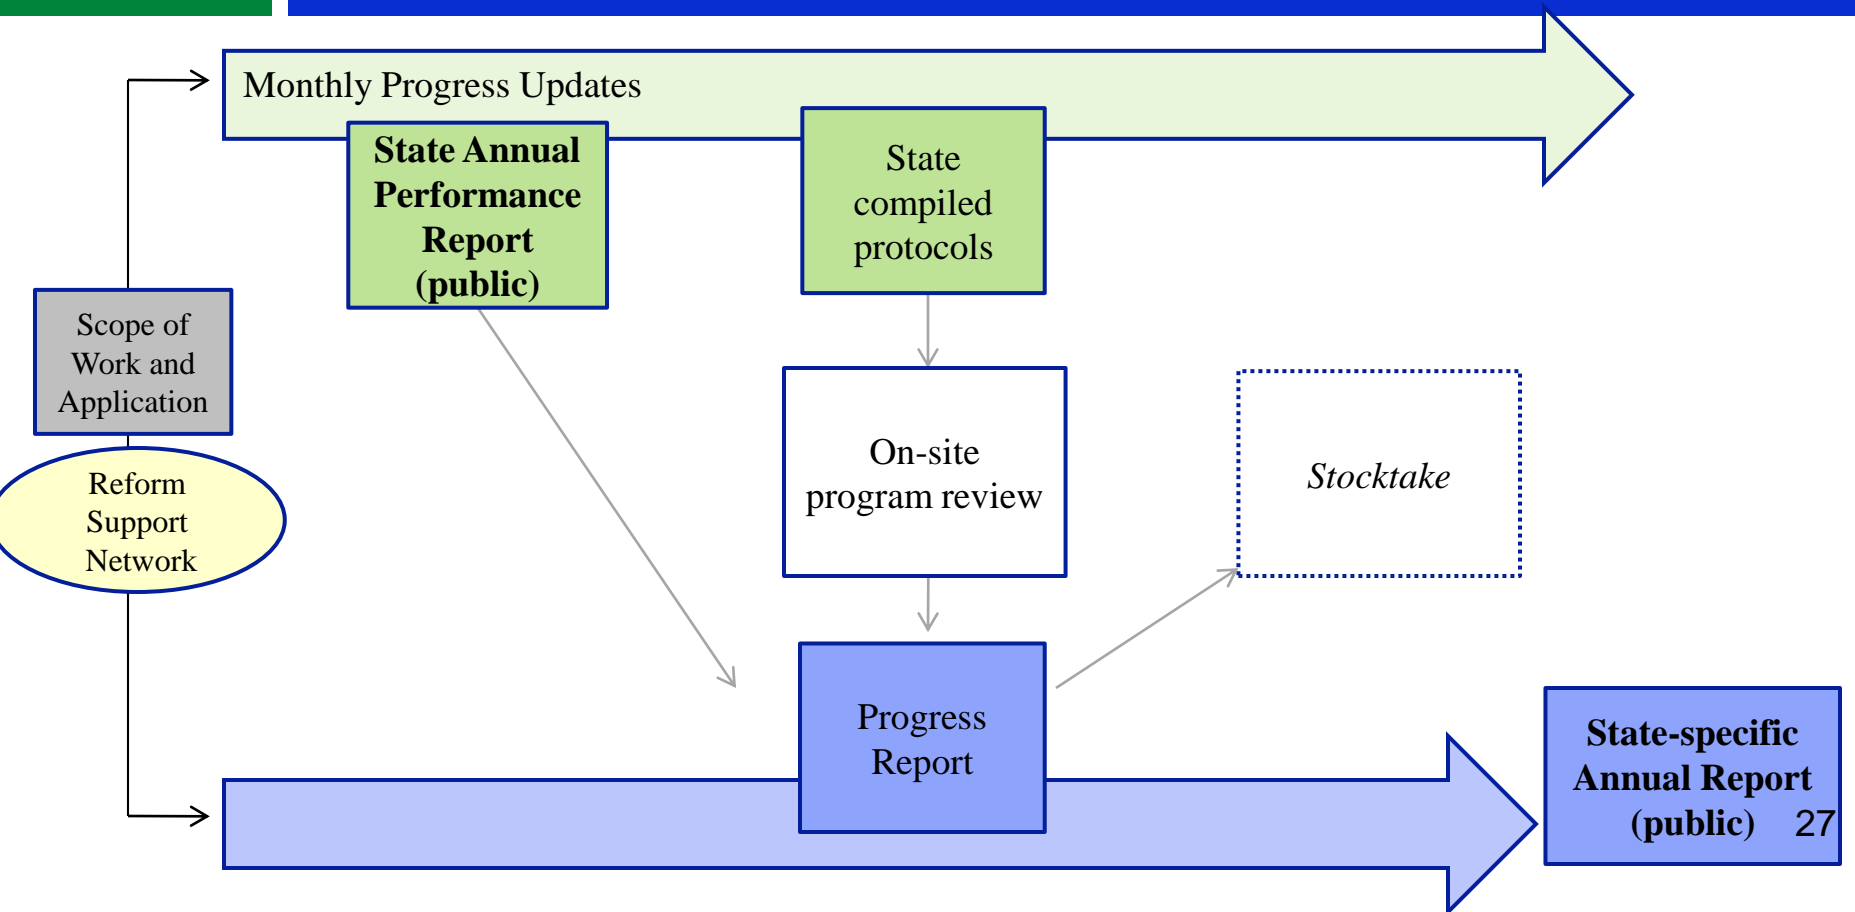 Monthly Progress Updates
State Annual
Performance
Report
(public)
State
compiled
protocols
Scope of
Work and
Application
Reform
Support
Network
On-site
program review
Stocktake
Progress
Report
State-specific
Annual Report
(public)
27